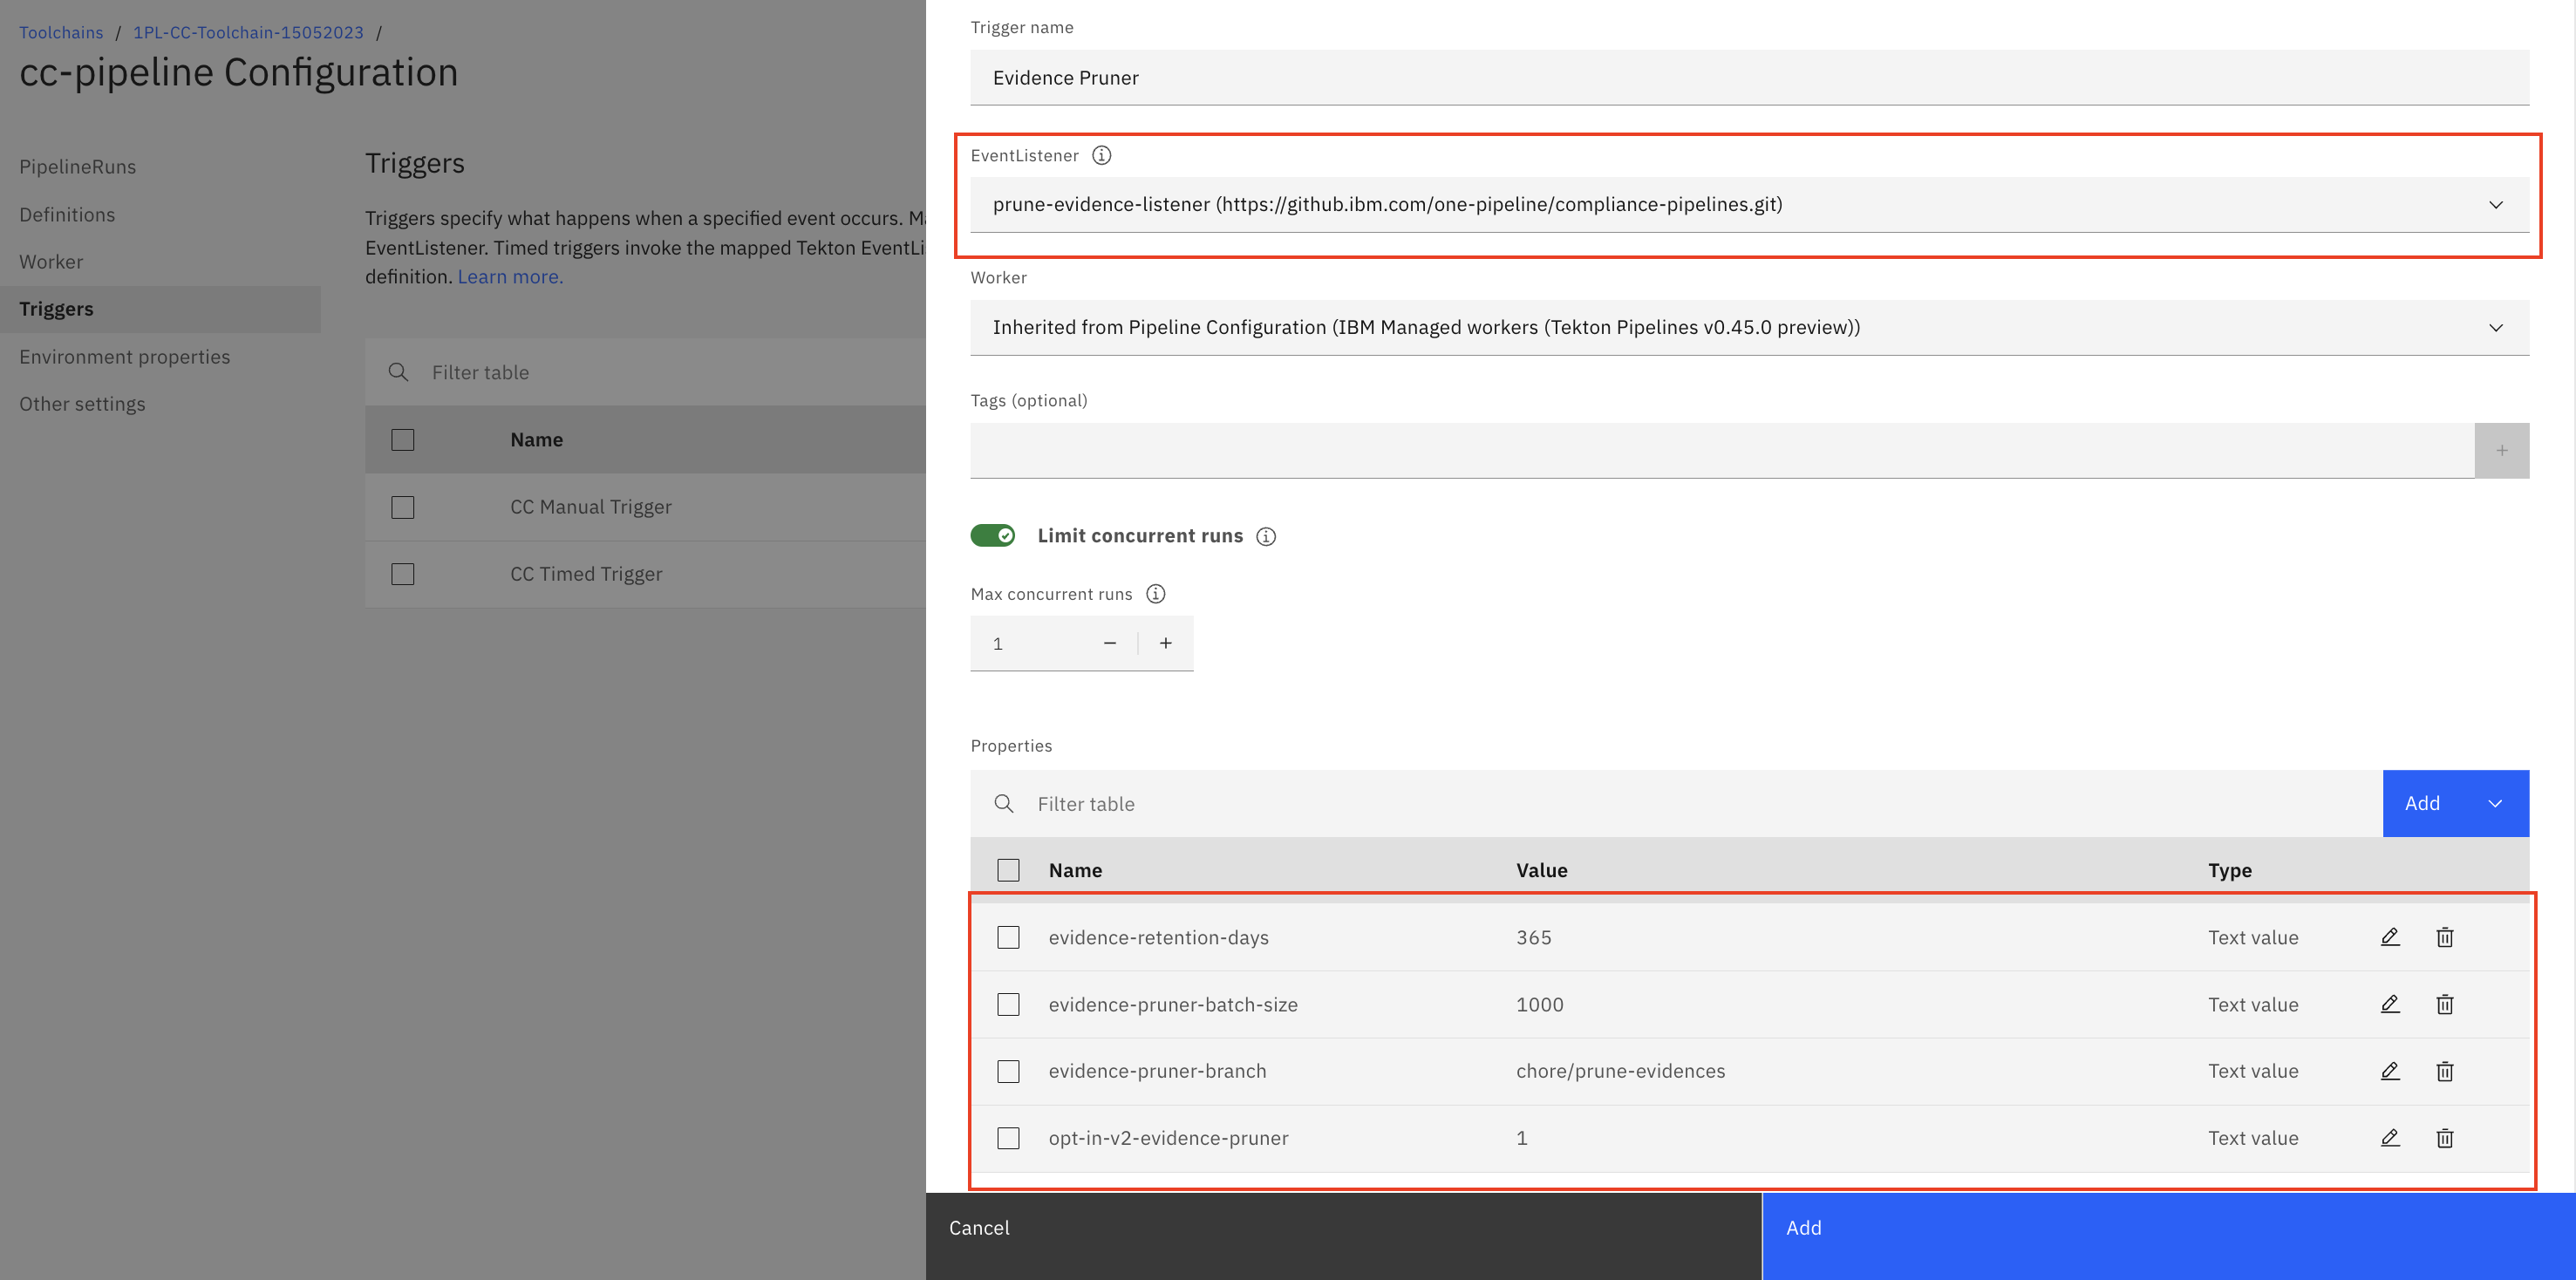 Toolchains / 1PL-CC-Toolchain-15052023 /
cc-pipeline Configuration
PipelineRuns
Definitions
Worker
Triggers
Environment properties
Other settings
Triggers
Triggers specify what happens when a specified event occurs.
EventListener. Timed triggers invoke the mapped Tekton
definition. Learn more.
Filter table
Name
CC Manual Trigger
CC Timed Trigger
Trigger name
Evidence Pruner
EventListener
prune-evidence-listener (https://github.ibm.com/one-pipeline/compliance-pipelines.git)
Worker
Inherited from Pipeline Configuration (IBM Managed workers (Tekton Pipelines v0.45.0 preview))
Tags (optional)
Limit concurrent runs
Max concurrent runs
1
Properties
Filter table
Add
Name Value Type
evidence-retention-days 365 Text value
evidence-pruner-batch-size 1000 Text value
evidence-pruner-branch chore/prune-evidences Text value
opt-in-v2-evidence-pruner 1 Text value
Cancel
Add